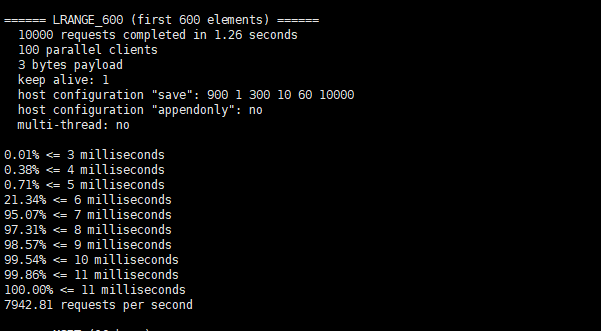 ====== LRANGE_600 (first 600 elements) ======
10000 requests completed in 1.26 seconds
100 parallel clients
3 bytes payload
keep alive: 1
host configuration "save": 900 1 300 10 60 10000
host configuration "appendonly": no
multi-thread: no
0.01% <= 3 milliseconds
0.38% <= 4 milliseconds
0.71% <= 5 milliseconds
21.34% <= 6 milliseconds
95.07% <= 7 milliseconds
97.31% <= 8 milliseconds
98.57% <= 9 milliseconds
99.54% <= 10 milliseconds
99.86% <= 11 milliseconds
100.00% <= 11 milliseconds
7942.81 requests per second